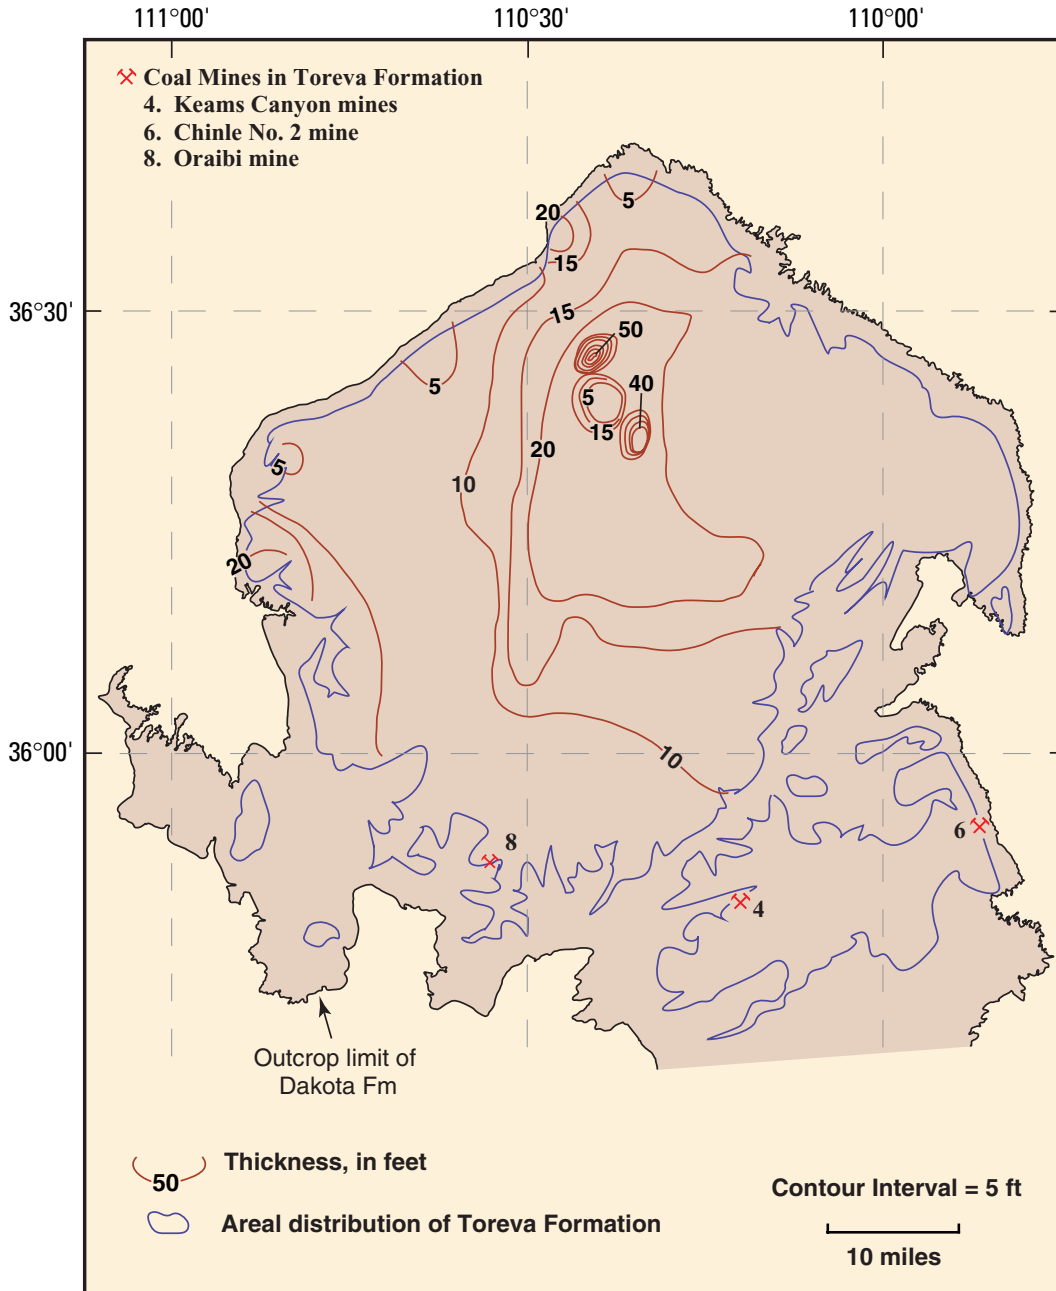 111°00'
110°30'
110°00'
Coal Mines in Toreva Formation
4. Keams Canyon mines
6. Chinle No. 2 mine
8. Oraibi mine
5
20
15
36°30'
15
50
5
40
5
15
20
5
10
20
36°00'
10
8
6
4
Outcrop limit of
Dakota Fm
50
Thickness, in feet
Contour Interval = 5 ft
Areal distribution of Toreva Formation
10 miles